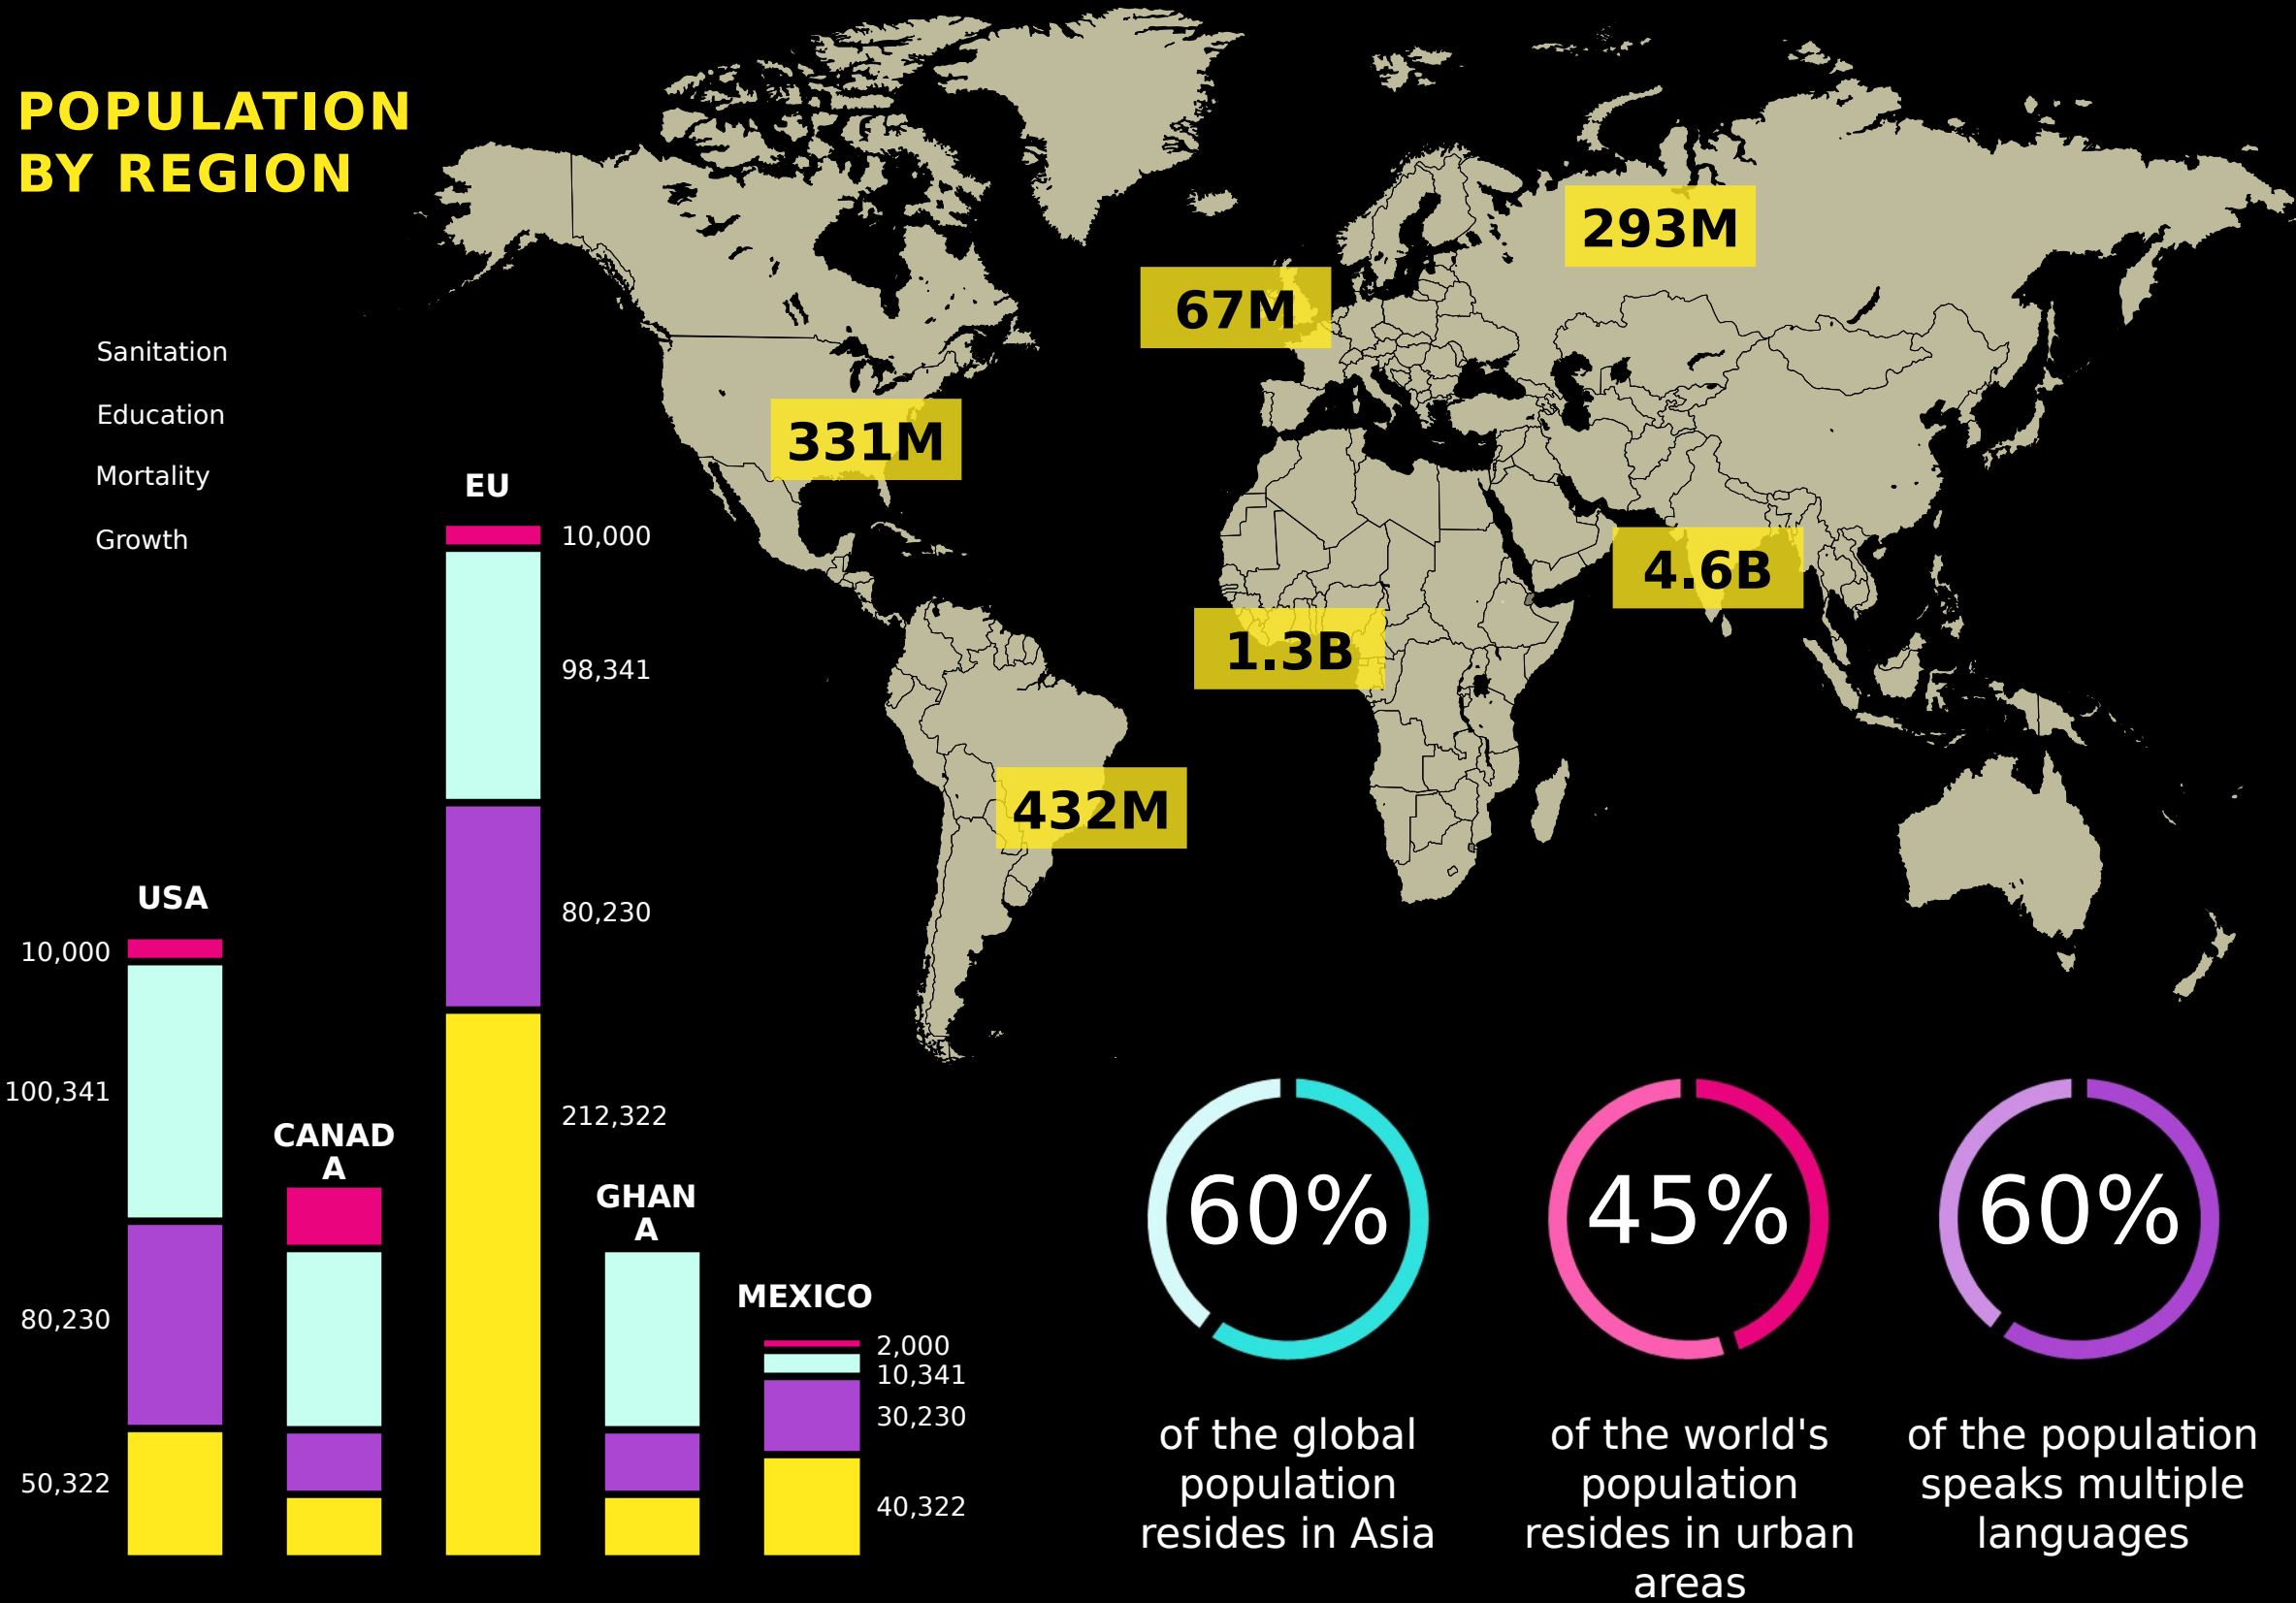 POPULATION
BY REGION
293M
67M
331M
4.6B
1.3B
432M
Sanitation
Education
Mortality
Growth
EU
10,000
98,341
80,230
212,322
USA
10,000
100,341
80,230
50,322
CANAD
A
GHAN
A
MEXICO
2,000
10,341
30,230
40,322
60%
of the global
population
resides in Asia
45%
of the world's
population
resides in urban
areas
60%
of the population
speaks multiple
languages